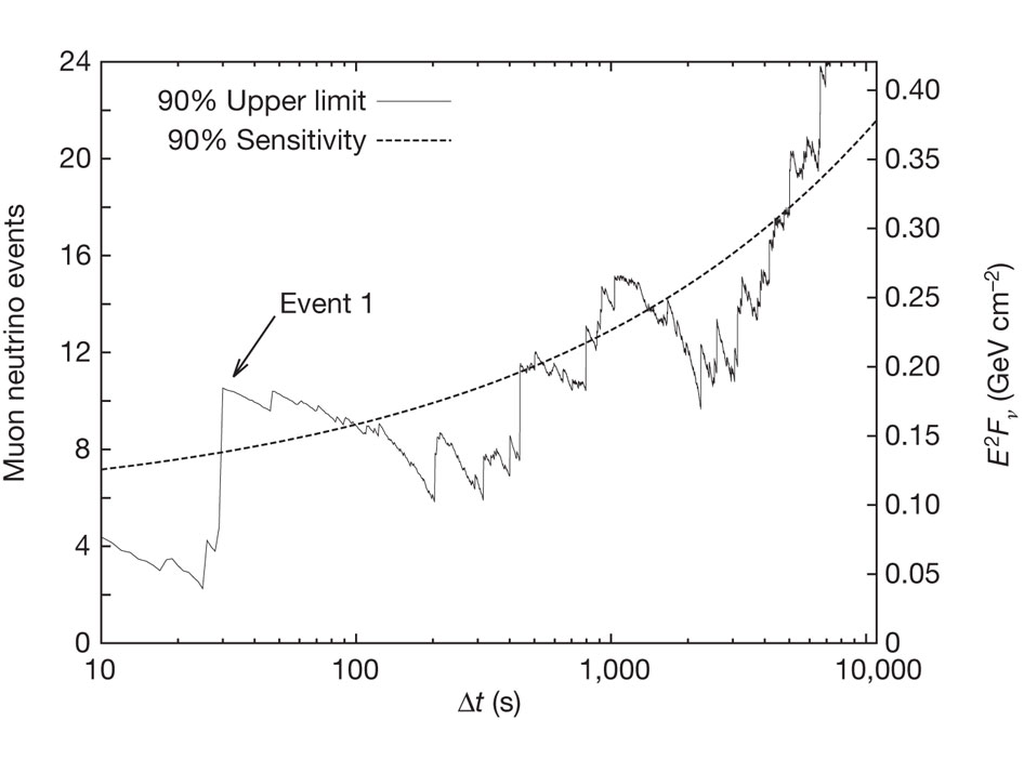 24
20
16
12
8
4
0
Muon neutrino events
90% Upper limit
90% Sensitivity
Event 1
0.40
0.35
0.30
0.25
0.20
0.15
0.10
0.05
0
E²Fν (GeV cm⁻²)
10 100 1,000 10,000
Δt (s)